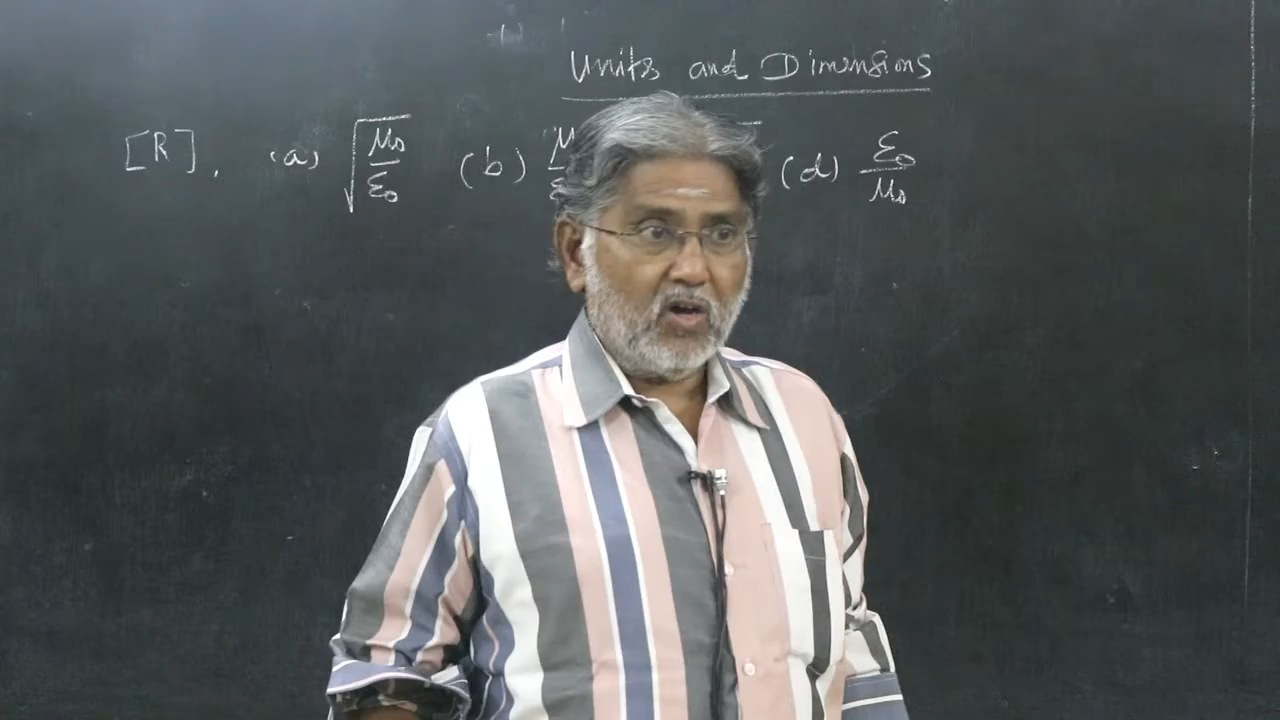 Units and Dimensions
[R], (a) √(μ₀/ε₀) (b) (d) ε₀/μ₀